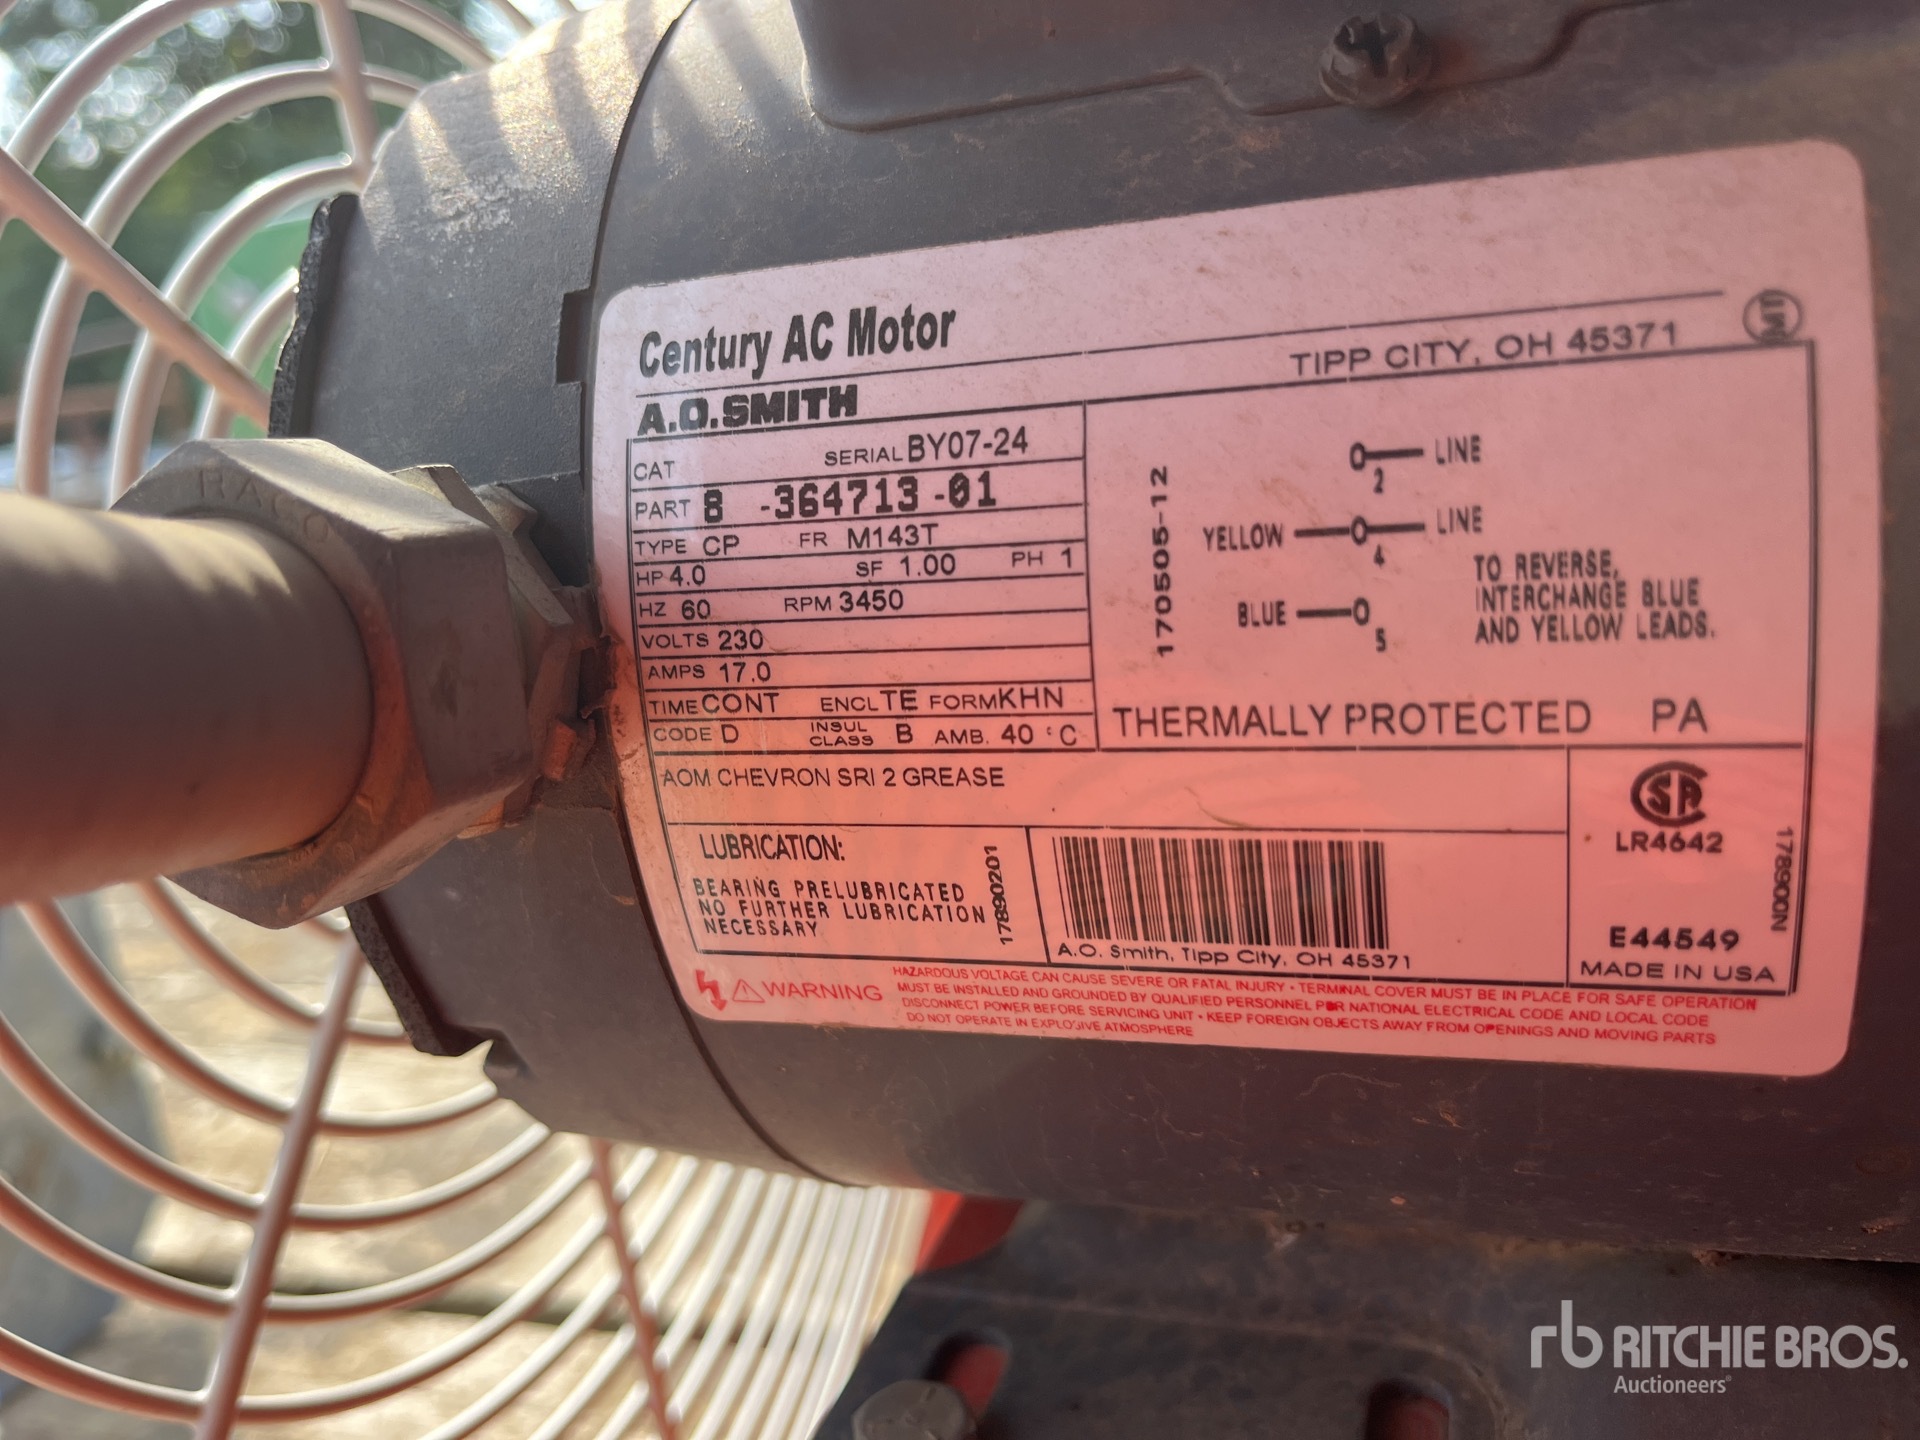 RACO
Century AC Motor
A.O.SMITH
TIPP CITY, OH 45371
CAT SERIAL BY07-24
PART 8 -364713 -01
TYPE CP FR M143T
HP 4.0 SF 1.00 PH 1
HZ 60 RPM 3450
VOLTS 230
AMPS 17.0
TIME CONT ENCL TE FORM KHN
CODE D INSUL CLASS B AMB. 40 °C
170505-12
2 LINE
YELLOW 4 LINE
BLUE 5
TO REVERSE,
INTERCHANGE BLUE
AND YELLOW LEADS.
THERMALLY PROTECTED PA
AOM CHEVRON SRI 2 GREASE
LUBRICATION:
BEARING PRELUBRICATED
NO FURTHER LUBRICATION
NECESSARY
17890201
A.O. Smith, Tipp City, OH 45371
SA
LR4642
178900N
E44549
MADE IN USA
WARNING
HAZARDOUS VOLTAGE CAN CAUSE SEVERE OR FATAL INJURY • TERMINAL COVER MUST BE IN PLACE FOR SAFE OPERATION
MUST BE INSTALLED AND GROUNDED BY QUALIFIED PERSONNEL PER NATIONAL ELECTRICAL CODE AND LOCAL CODE
DISCONNECT POWER BEFORE SERVICING UNIT • KEEP FOREIGN OBJECTS AWAY FROM OPENINGS AND MOVING PARTS
DO NOT OPERATE IN EXPLOSIVE ATMOSPHERE
rb RITCHIE BROS.
Auctioneers